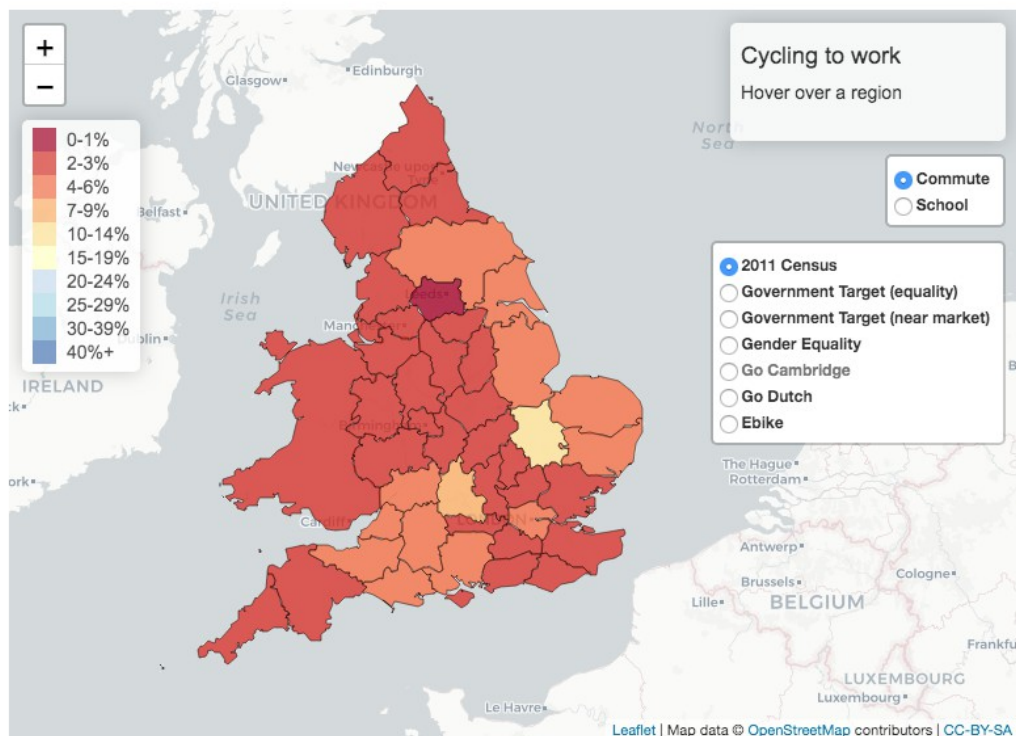 +
−
0-1%
2-3%
4-6%
7-9%
10-14%
15-19%
20-24%
25-29%
30-39%
40%+
Cycling to work
Hover over a region
Commute
School
2011 Census
Government Target (equality)
Government Target (near market)
Gender Equality
Go Cambridge
Go Dutch
Ebike
Edinburgh
Glasgow
North
Sea
Newcastle upon
Tyne
UNITED KINGDOM
Belfast
Irish
Sea
Leeds
Manchester
Dublin
IRELAND
Birmingham
Cardiff
LONDON
The Hague
Rotterdam
Antwerp
Brussels
Cologne
Lille
BELGIUM
Frankfu
LUXEMBOURG
Luxembourg
Le Havre
Leaflet | Map data © OpenStreetMap contributors | CC-BY-SA